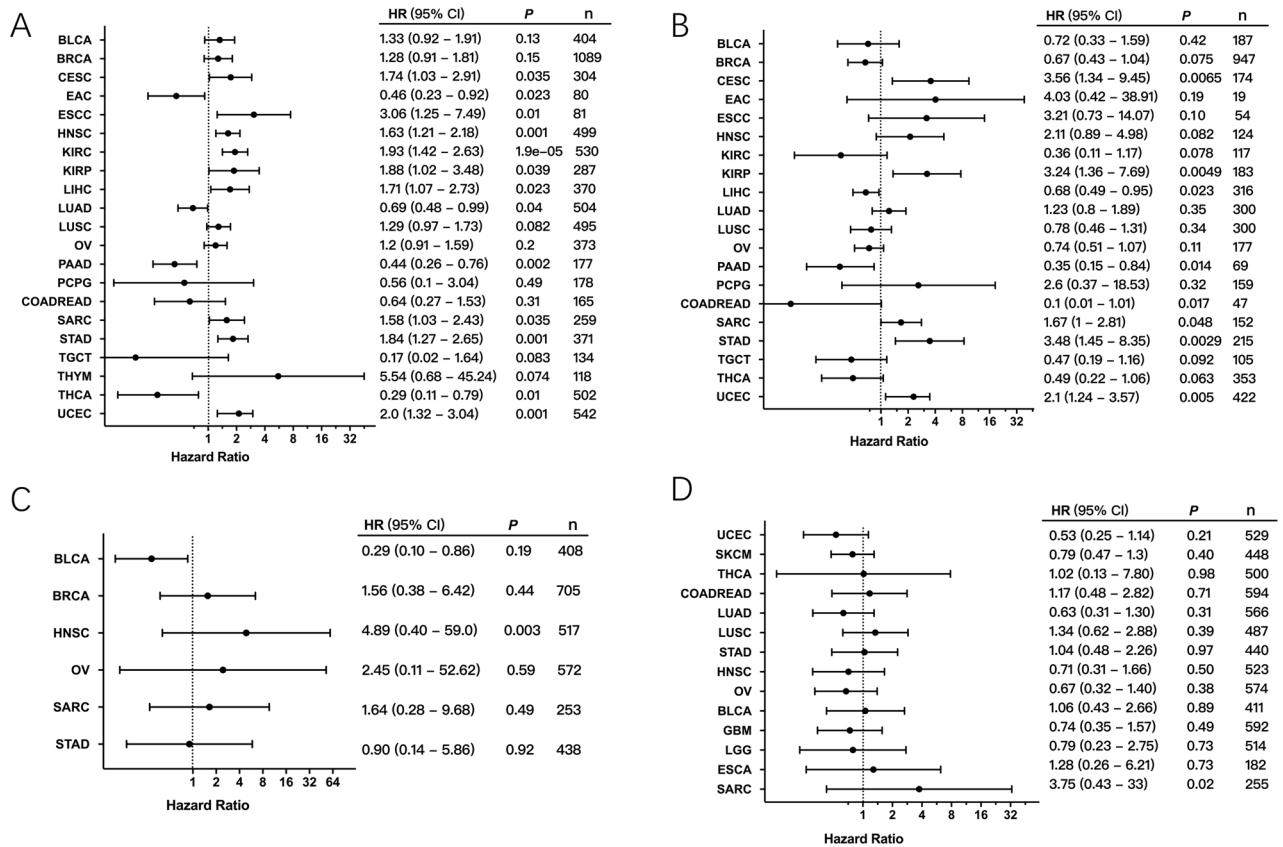 A
HR (95% CI) P n
BLCA 1.33 (0.92 – 1.91) 0.13 404
BRCA 1.28 (0.91 – 1.81) 0.15 1089
CESC 1.74 (1.03 – 2.91) 0.035 304
EAC 0.46 (0.23 – 0.92) 0.023 80
ESCC 3.06 (1.25 – 7.49) 0.01 81
HNSC 1.63 (1.21 – 2.18) 0.001 499
KIRC 1.93 (1.42 – 2.63) 1.9e–05 530
KIRP 1.88 (1.02 – 3.48) 0.039 287
LIHC 1.71 (1.07 – 2.73) 0.023 370
LUAD 0.69 (0.48 – 0.99) 0.04 504
LUSC 1.29 (0.97 – 1.73) 0.082 495
OV 1.2 (0.91 – 1.59) 0.2 373
PAAD 0.44 (0.26 – 0.76) 0.002 177
PCPG 0.56 (0.1 – 3.04) 0.49 178
COADREAD 0.64 (0.27 – 1.53) 0.31 165
SARC 1.58 (1.03 – 2.43) 0.035 259
STAD 1.84 (1.27 – 2.65) 0.001 371
TGCT 0.17 (0.02 – 1.64) 0.083 134
THYM 5.54 (0.68 – 45.24) 0.074 118
THCA 0.29 (0.11 – 0.79) 0.01 502
UCEC 2.0 (1.32 – 3.04) 0.001 542
1 2 4 8 16 32
Hazard Ratio
B
HR (95% CI) P n
BLCA 0.72 (0.33 – 1.59) 0.42 187
BRCA 0.67 (0.43 – 1.04) 0.075 947
CESC 3.56 (1.34 – 9.45) 0.0065 174
EAC 4.03 (0.42 – 38.91) 0.19 19
ESCC 3.21 (0.73 – 14.07) 0.10 54
HNSC 2.11 (0.89 – 4.98) 0.082 124
KIRC 0.36 (0.11 – 1.17) 0.078 117
KIRP 3.24 (1.36 – 7.69) 0.0049 183
LIHC 0.68 (0.49 – 0.95) 0.023 316
LUAD 1.23 (0.8 – 1.89) 0.35 300
LUSC 0.78 (0.46 – 1.31) 0.34 300
OV 0.74 (0.51 – 1.07) 0.11 177
PAAD 0.35 (0.15 – 0.84) 0.014 69
PCPG 2.6 (0.37 – 18.53) 0.32 159
COADREAD 0.1 (0.01 – 1.01) 0.017 47
SARC 1.67 (1 – 2.81) 0.048 152
STAD 3.48 (1.45 – 8.35) 0.0029 215
TGCT 0.47 (0.19 – 1.16) 0.092 105
THCA 0.49 (0.22 – 1.06) 0.063 353
UCEC 2.1 (1.24 – 3.57) 0.005 422
1 2 4 8 16 32
Hazard Ratio
C
HR (95% CI) P n
BLCA 0.29 (0.10 – 0.86) 0.19 408
BRCA 1.56 (0.38 – 6.42) 0.44 705
HNSC 4.89 (0.40 – 59.0) 0.003 517
OV 2.45 (0.11 – 52.62) 0.59 572
SARC 1.64 (0.28 – 9.68) 0.49 253
STAD 0.90 (0.14 – 5.86) 0.92 438
1 2 4 8 16 32 64
Hazard Ratio
D
HR (95% CI) P n
UCEC 0.53 (0.25 – 1.14) 0.21 529
SKCM 0.79 (0.47 – 1.3) 0.40 448
THCA 1.02 (0.13 – 7.80) 0.98 500
COADREAD 1.17 (0.48 – 2.82) 0.71 594
LUAD 0.63 (0.31 – 1.30) 0.31 566
LUSC 1.34 (0.62 – 2.88) 0.39 487
STAD 1.04 (0.48 – 2.26) 0.97 440
HNSC 0.71 (0.31 – 1.66) 0.50 523
OV 0.67 (0.32 – 1.40) 0.38 574
BLCA 1.06 (0.43 – 2.66) 0.89 411
GBM 0.74 (0.35 – 1.57) 0.49 592
LGG 0.79 (0.23 – 2.75) 0.73 514
ESCA 1.28 (0.26 – 6.21) 0.73 182
SARC 3.75 (0.43 – 33) 0.02 255
1 2 4 8 16 32
Hazard Ratio